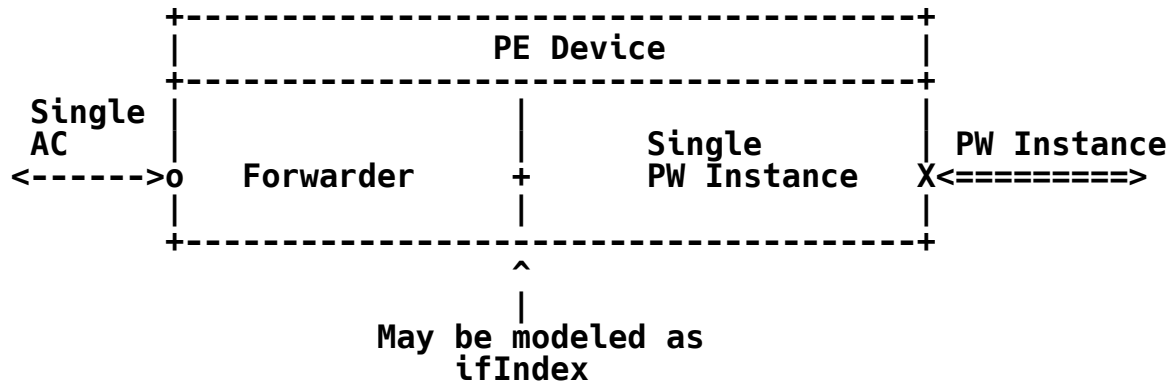 PE Device
Single
AC Single PW Instance
Forwarder PW Instance
May be modeled as
ifIndex